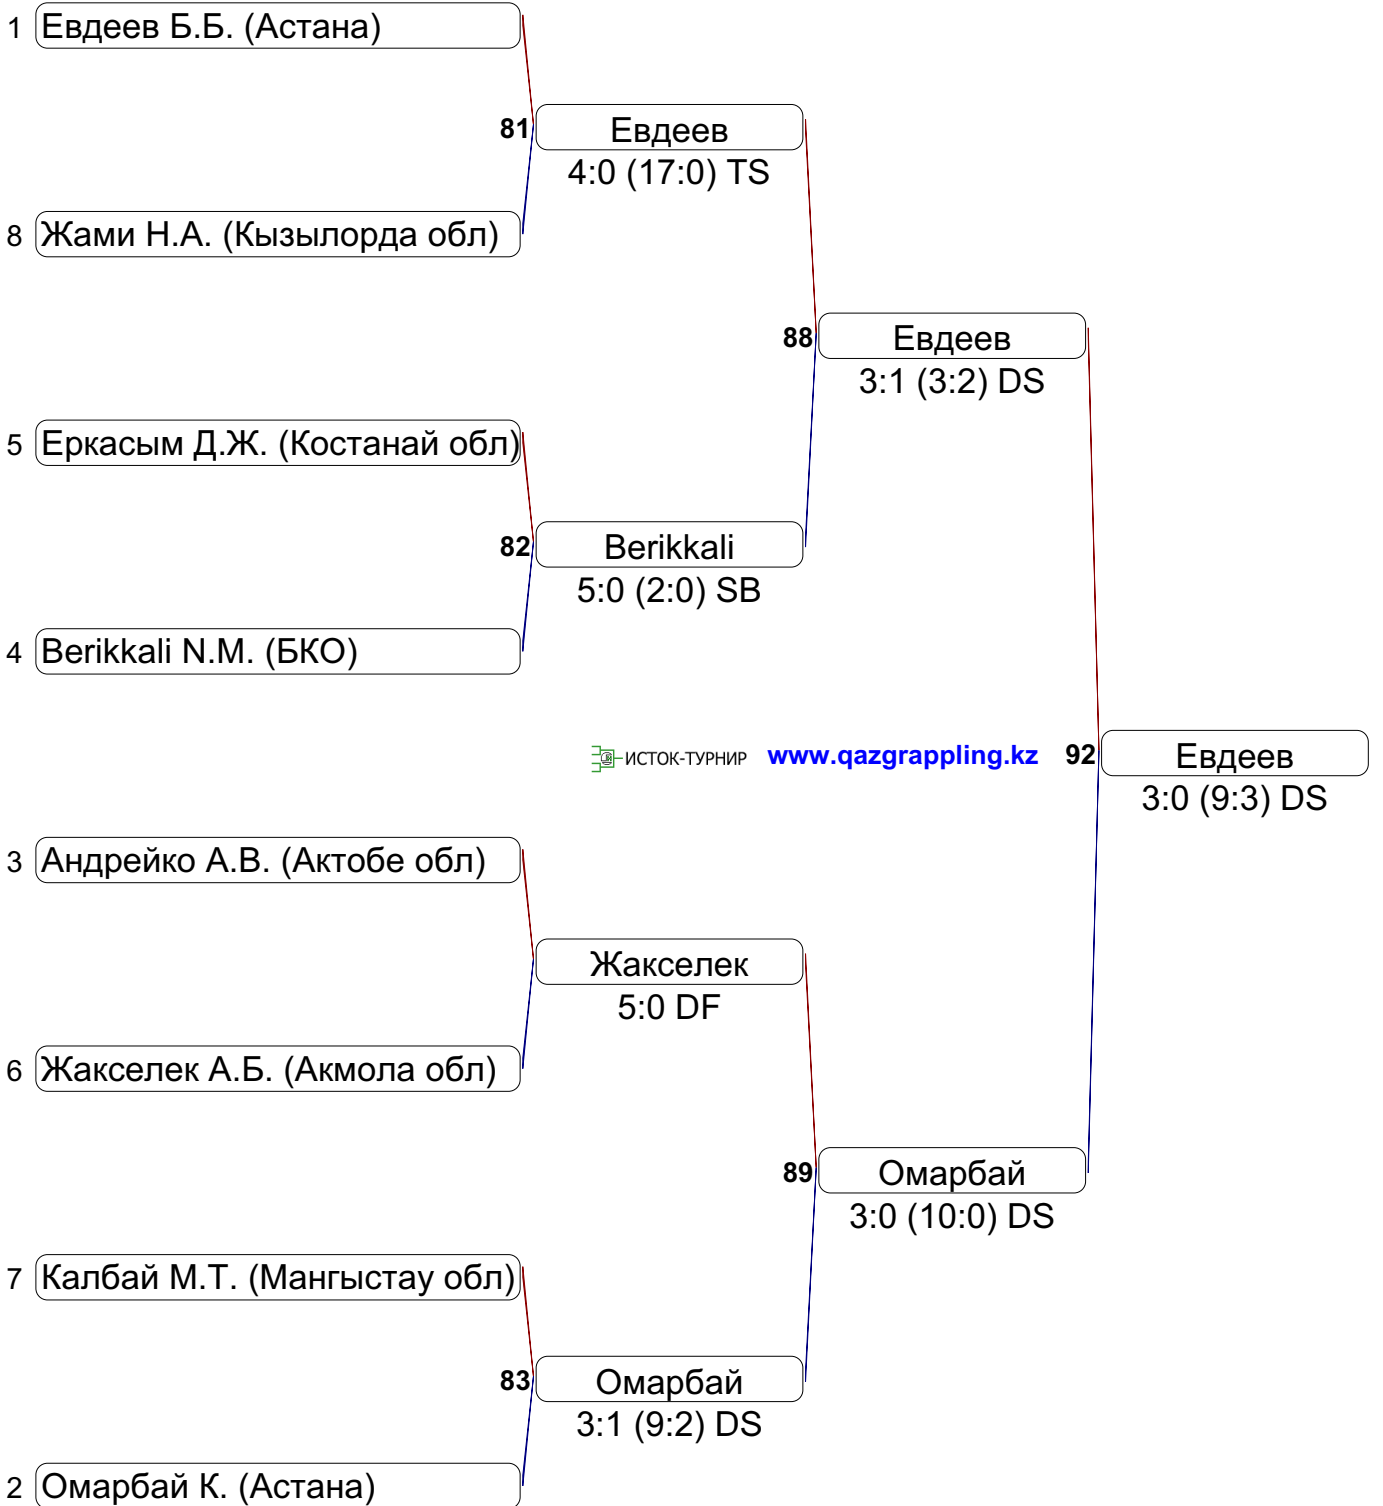 1 Евдеев Б.Б. (Астана)
81 Евдеев
4:0 (17:0) TS
8 Жами Н.А. (Кызылорда обл)
88 Евдеев
3:1 (3:2) DS
5 Еркасым Д.Ж. (Костанай обл)
82 Berikkali
5:0 (2:0) SB
4 Berikkali N.M. (БКО)
ИСТОК-ТУРНИР www.qazgrappling.kz 92 Евдеев
3:0 (9:3) DS
3 Андрейко А.В. (Актобе обл)
Жакселек
5:0 DF
6 Жакселек А.Б. (Акмола обл)
89 Омарбай
3:0 (10:0) DS
7 Калбай М.Т. (Мангыстау обл)
83 Омарбай
3:1 (9:2) DS
2 Омарбай К. (Астана)